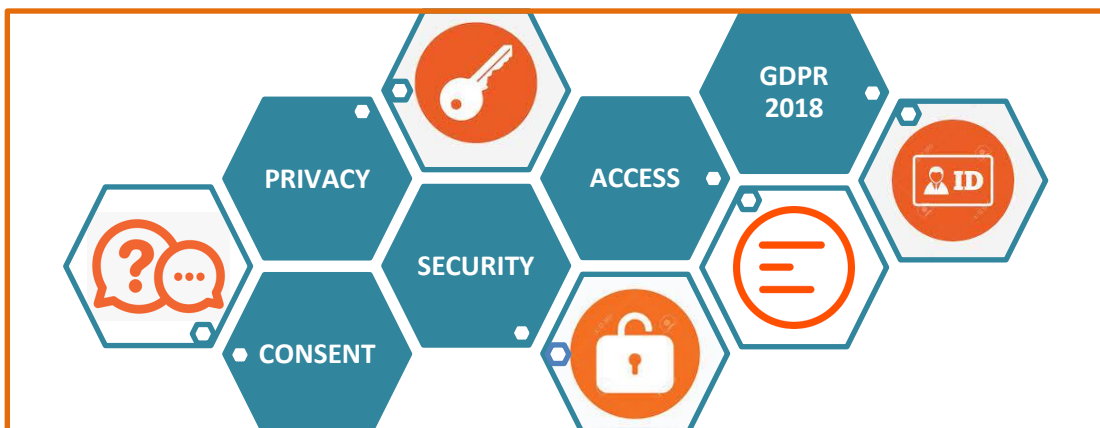 GDPR
2018
PRIVACY
ACCESS
ID
SECURITY
?
CONSENT